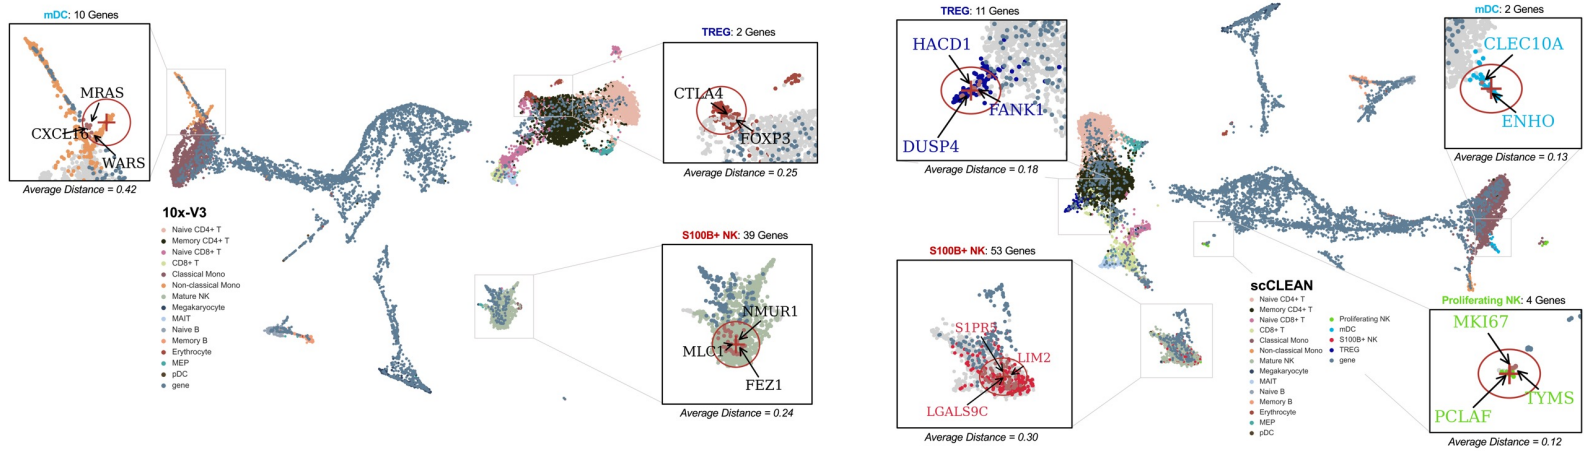 mDC: 10 Genes
MRAS
CXCL16
WARS
Average Distance = 0.42
TREG: 2 Genes
CTLA4
FOXP3
Average Distance = 0.25
10x-V3
Naive CD4+ T
Memory CD4+ T
Naive CD8+ T
CD8+ T
Classical Mono
Non-classical Mono
Mature NK
Megakaryocyte
MAIT
Naive B
Memory B
Erythrocyte
MEP
pDC
gene
S100B+ NK: 39 Genes
NMUR1
MLC1
FEZ1
Average Distance = 0.24
TREG: 11 Genes
HACD1
FANK1
DUSP4
Average Distance = 0.18
mDC: 2 Genes
CLEC10A
ENHO
Average Distance = 0.13
S100B+ NK: 53 Genes
S1PR5
LIM2
LGALS9C
Average Distance = 0.30
scCLEAN
Naive CD4+ T
Memory CD4+ T
Naive CD8+ T
CD8+ T
Classical Mono
Non-classical Mono
Mature NK
Megakaryocyte
MAIT
Naive B
Memory B
Erythrocyte
MEP
pDC
Proliferating NK
mDC
S100B+ NK
TREG
gene
Proliferating NK: 4 Genes
MKI67
TYMS
PCLAF
Average Distance = 0.12